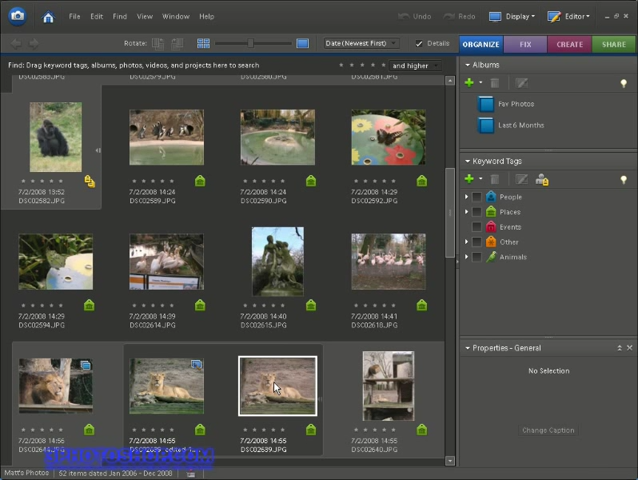 File Edit Find View Window Help
Undo Redo Display Editor
Rotate: Date (Newest First) Details
ORGANIZE FIX CREATE SHARE
Find: Drag keyword tags, albums, photos, videos, and projects here to search
and higher
Albums
Fav Photos
Last 6 Months
Keyword Tags
People
Places
Events
Other
Animals
7/2/2008 13:52
DSC02582.JPG
7/2/2008 14:24
DSC02590.JPG
7/2/2008 14:24
DSC02592.JPG
7/2/2008 14:29
DSC02591.JPG
7/2/2008 14:29
DSC02594.JPG
7/2/2008 14:39
DSC02614.JPG
7/2/2008 14:40
DSC02615.JPG
7/2/2008 14:41
DSC02618.JPG
7/2/2008 14:56
7/2/2008 14:55
7/2/2008 14:55
DSC02639.JPG
7/2/2008 14:55
DSC02640.JPG
Properties - General
No Selection
Change Caption
Matt's Photos 52 items dated Jan 2006 - Dec 2008